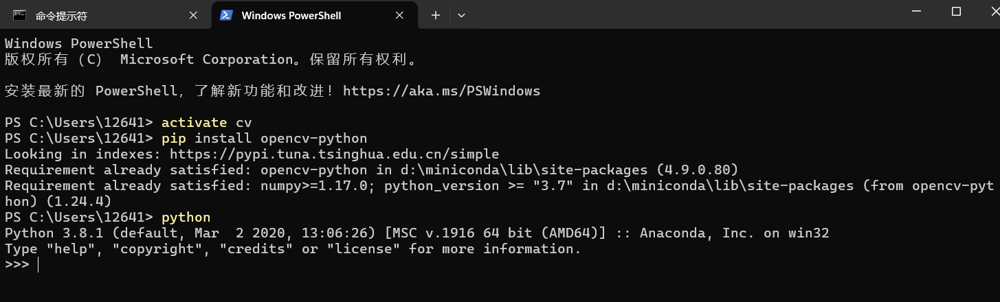 命令提示符
Windows PowerShell
Windows PowerShell
版权所有（C） Microsoft Corporation。保留所有权利。
安装最新的 PowerShell，了解新功能和改进！https://aka.ms/PSWindows
PS C:\Users\12641> activate cv
PS C:\Users\12641> pip install opencv-python
Looking in indexes: https://pypi.tuna.tsinghua.edu.cn/simple
Requirement already satisfied: opencv-python in d:\miniconda\lib\site-packages (4.9.0.80)
Requirement already satisfied: numpy>=1.17.0; python_version >= "3.7" in d:\miniconda\lib\site-packages (from opencv-pyt
hon) (1.24.4)
PS C:\Users\12641> python
Python 3.8.1 (default, Mar  2 2020, 13:06:26) [MSC v.1916 64 bit (AMD64)] :: Anaconda, Inc. on win32
Type "help", "copyright", "credits" or "license" for more information.
>>>